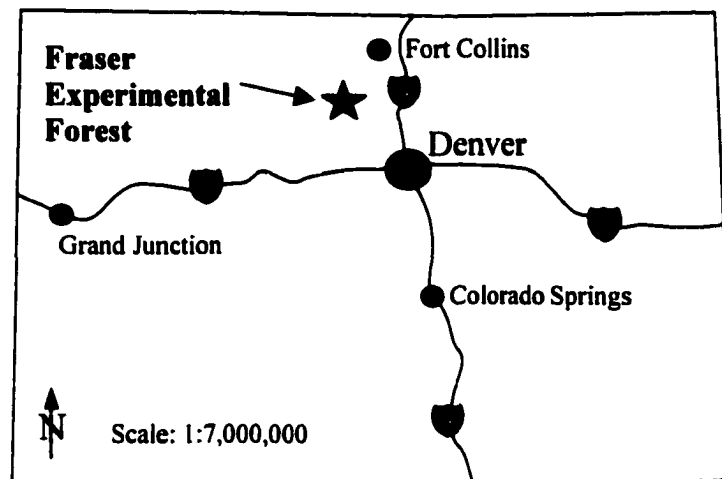 Fort Collins
Fraser
Experimental
Forest
Denver
Grand Junction
Colorado Springs
N
Scale: 1:7,000,000